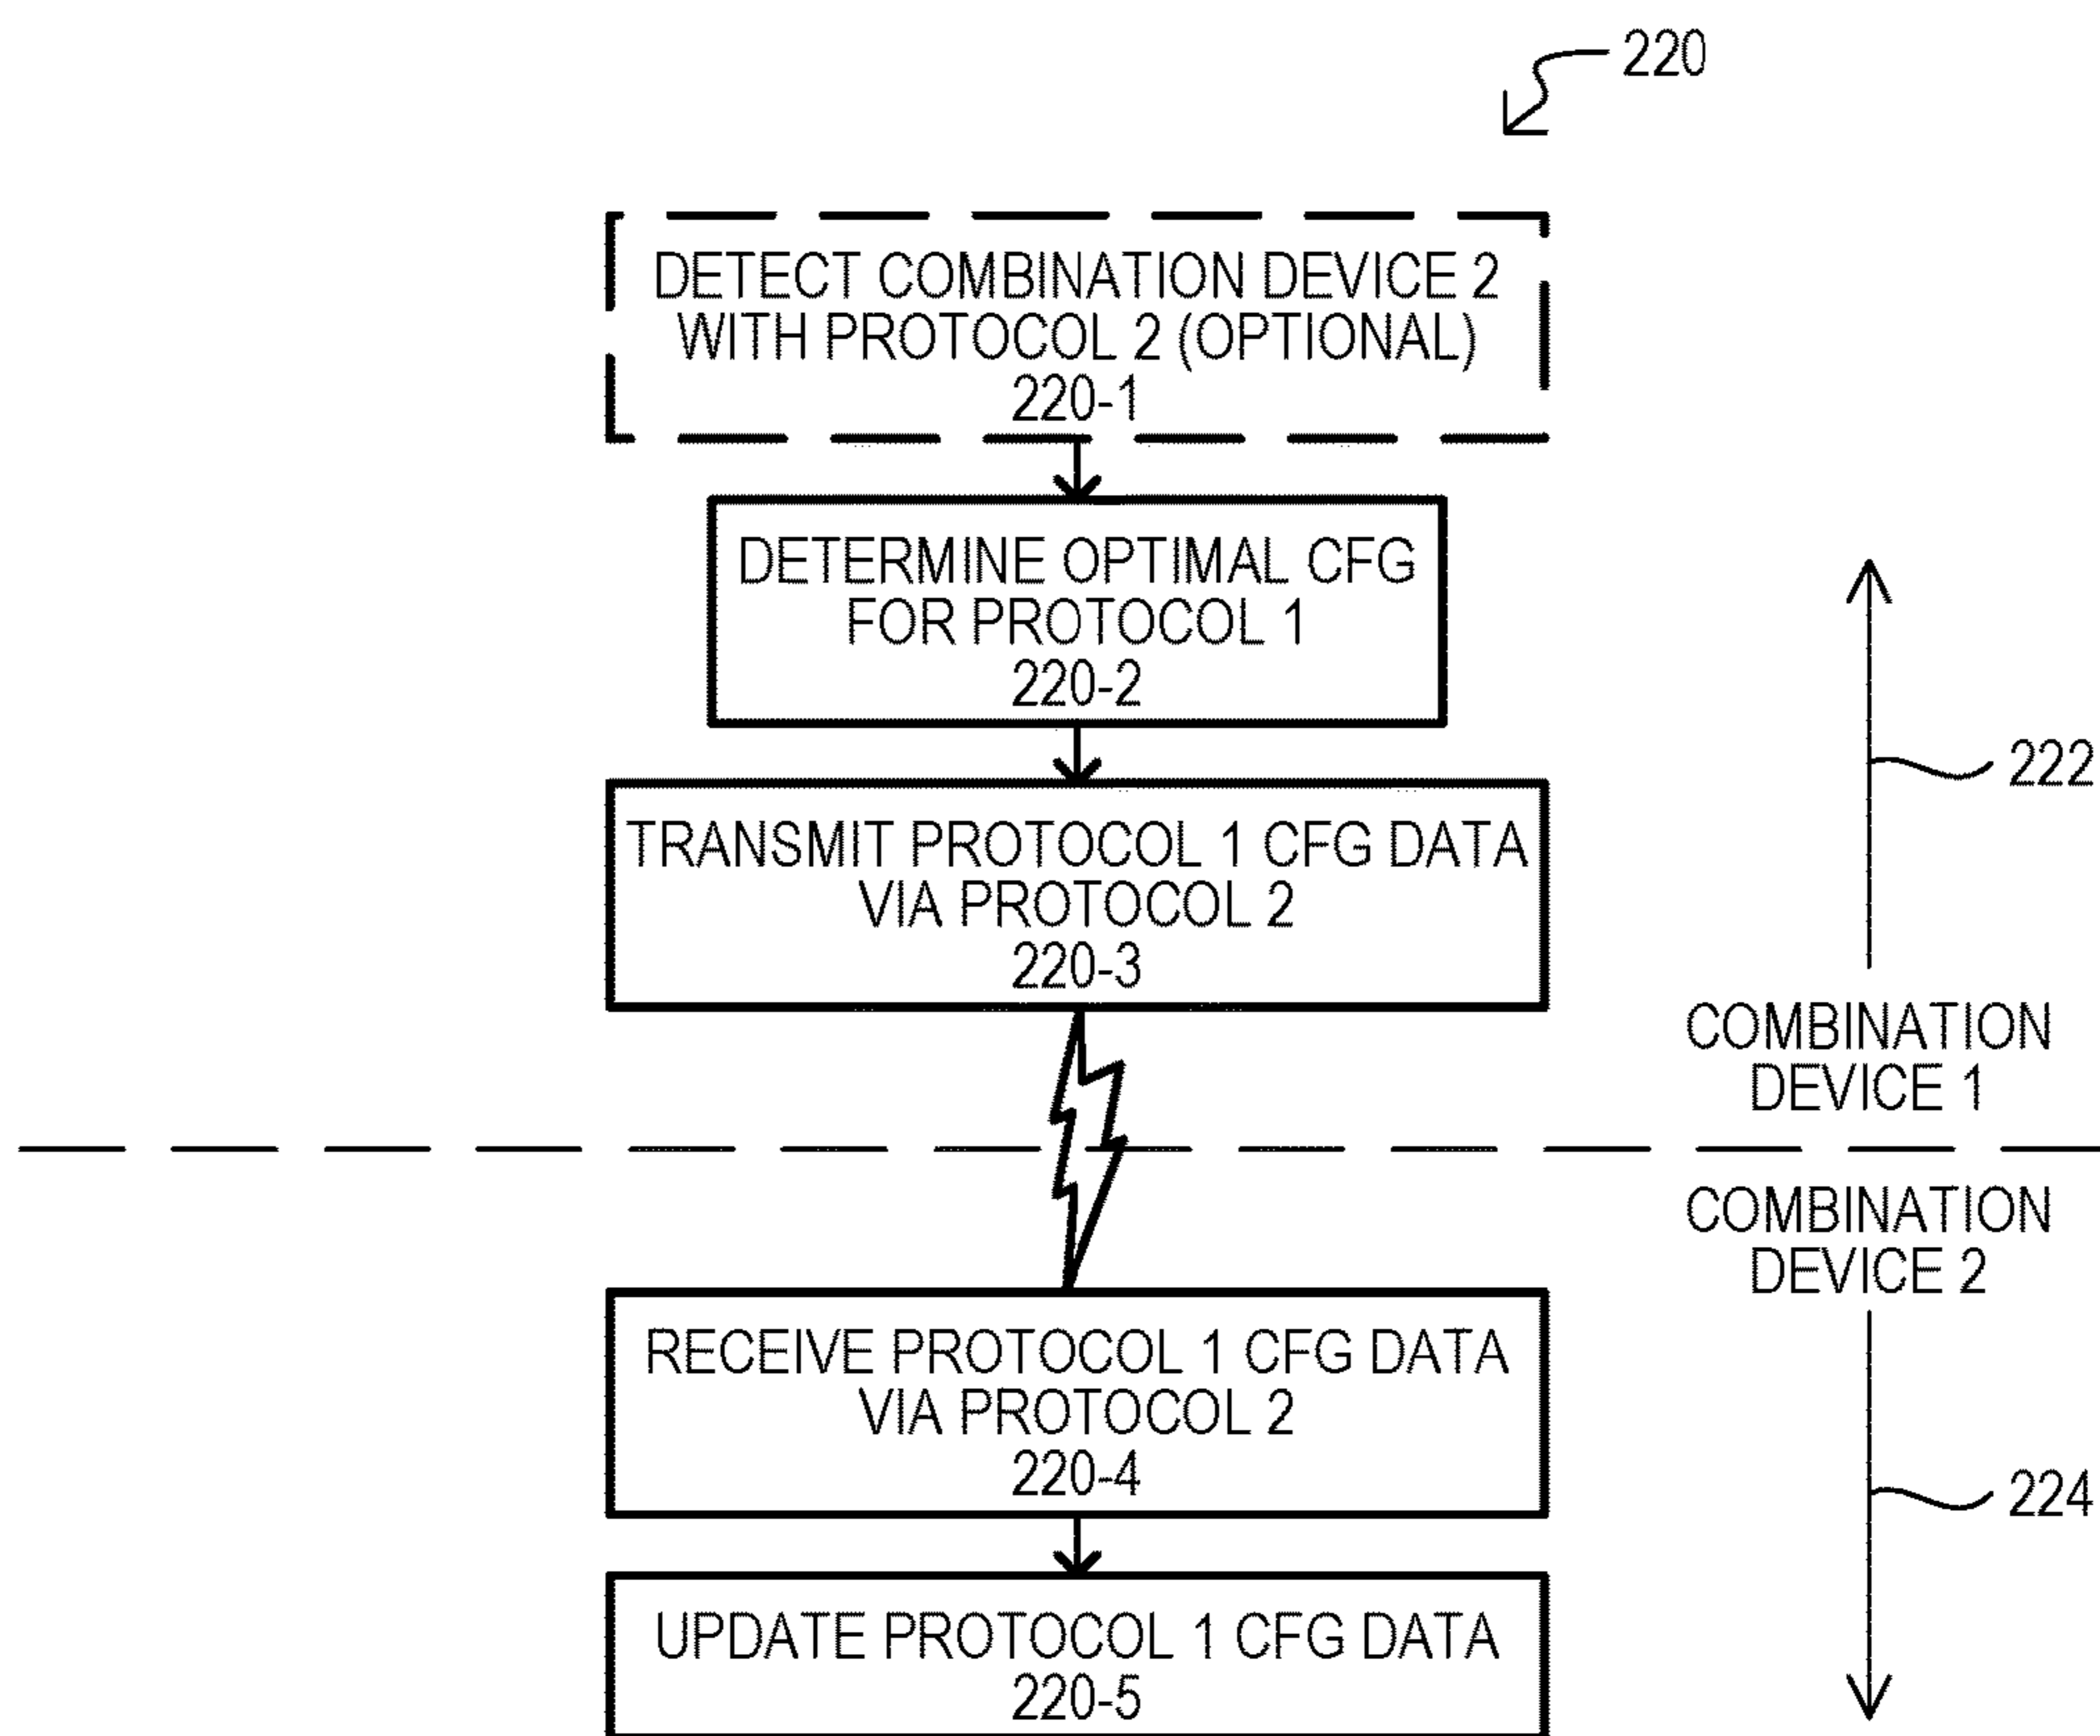 220
DETECT COMBINATION DEVICE 2
WITH PROTOCOL 2 (OPTIONAL)
220-1
DETERMINE OPTIMAL CFG
FOR PROTOCOL 1
220-2
222
TRANSMIT PROTOCOL 1 CFG DATA
VIA PROTOCOL 2
220-3
COMBINATION
DEVICE 1
COMBINATION
DEVICE 2
RECEIVE PROTOCOL 1 CFG DATA
VIA PROTOCOL 2
220-4
224
UPDATE PROTOCOL 1 CFG DATA
220-5